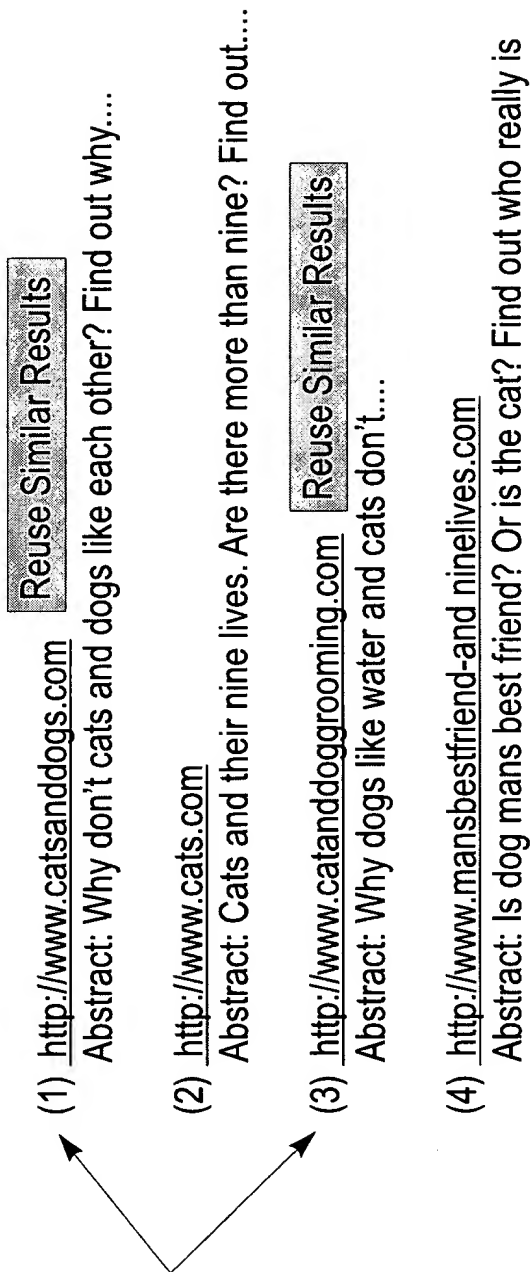 (1) http://www.catsanddogs.com Reuse Similar Results
Abstract: Why don't cats and dogs like each other? Find out why....
(2) http://www.cats.com
Abstract: Cats and their nine lives. Are there more than nine? Find out....
(3) http://www.catanddoggrooming.com Reuse Similar Results
Abstract: Why dogs like water and cats don't....
(4) http://www.mansbestfriend-and ninelives.com
Abstract: Is dog mans best friend? Or is the cat? Find out who really is